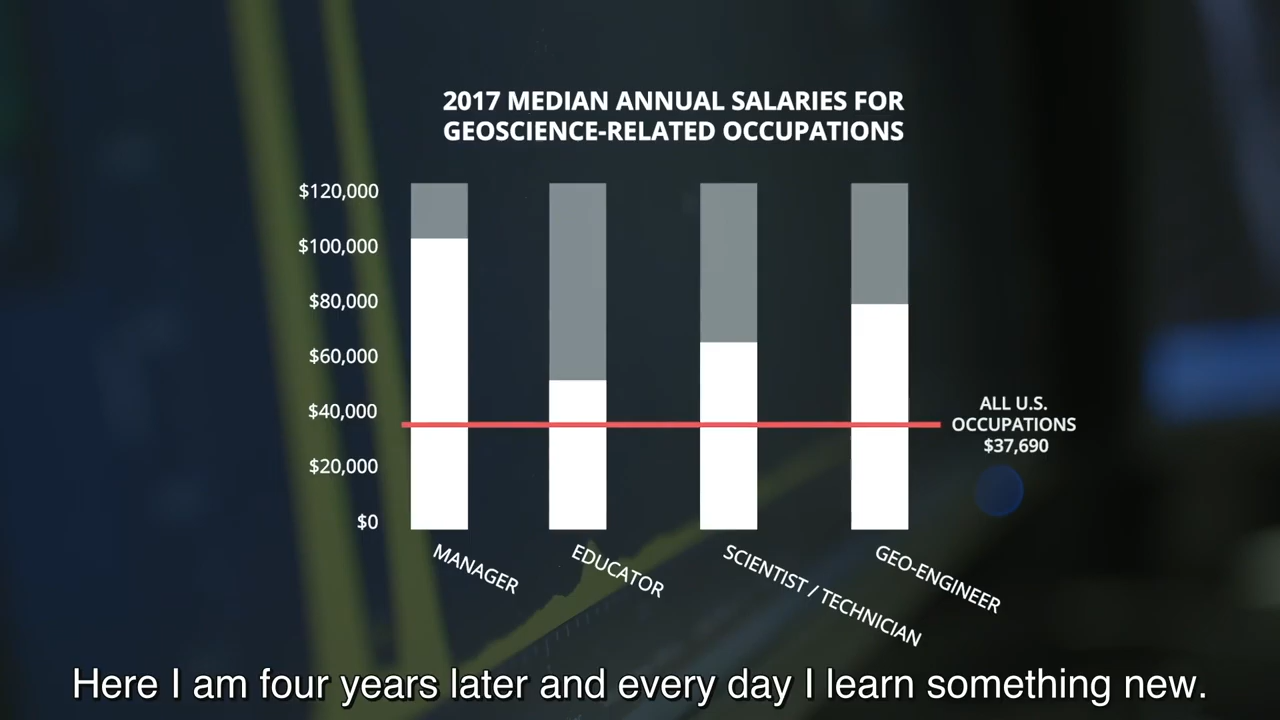 2017 MEDIAN ANNUAL SALARIES FOR
GEOSCIENCE-RELATED OCCUPATIONS
$120,000
$100,000
$80,000
$60,000
$40,000
$20,000
$0
ALL U.S.
OCCUPATIONS
$37,690
MANAGER
EDUCATOR
SCIENTIST / TECHNICIAN
GEO-ENGINEER
Here I am four years later and every day I learn something new.